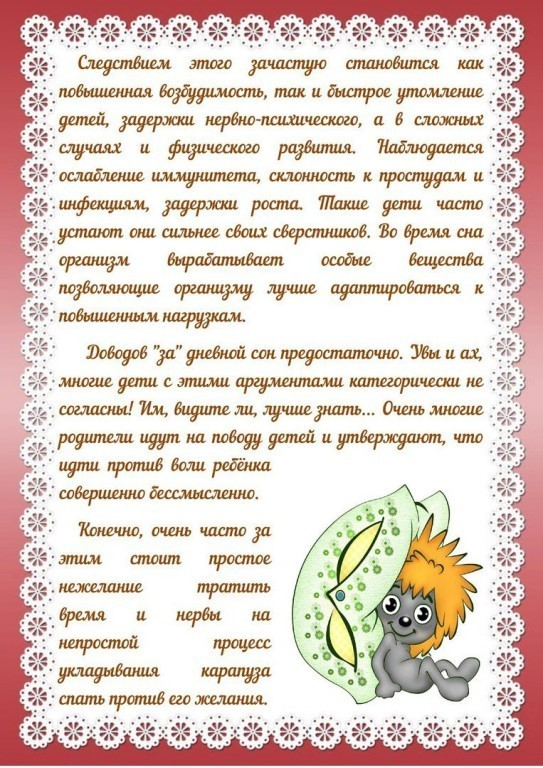 Следствием этого зачастую становится как
повышенная возбудимость, так и быстрое утомление
детей, задержки нервно-психического, а в сложных
случаях и физического развития. Наблюдается
ослабление иммунитета, склонность к простудам и
инфекциям, задержки роста. Такие дети часто
устают они сильнее своих сверстников. Во время сна
организм вырабатывает особые вещества
позволяющие организму лучше адаптироваться к
повышенным нагрузкам.
Доводов "за" дневной сон предостаточно. Увы и ах,
многие дети с этими аргументами категорически не
согласны! Им, видите ли, лучше знать... Очень многие
родители идут на поводу детей и утверждают, что
идти против воли ребёнка
совершенно бессмысленно.
Конечно, очень часто за
этим стоит простое
нежелание тратить
время и нервы на
непростой процесс
укладывания карапуза
спать против его желания.